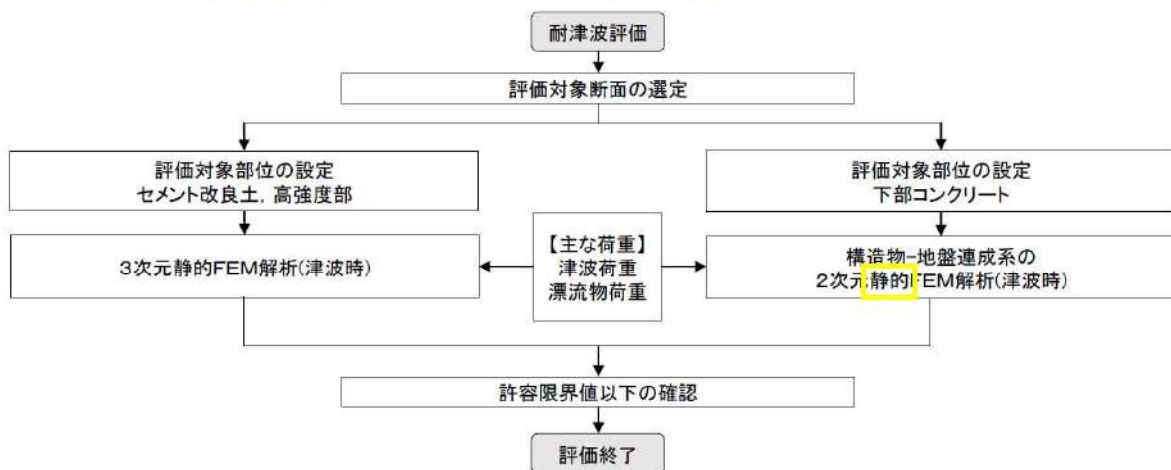 耐津波評価
評価対象断面の選定
評価対象部位の設定
セメント改良土，高強度部
評価対象部位の設定
下部コンクリート
3次元静的FEM解析(津波時)
【主な荷重】
津波荷重
漂流物荷重
構造物-地盤連成系の
2次元静的FEM解析(津波時)
許容限界値以下の確認
評価終了